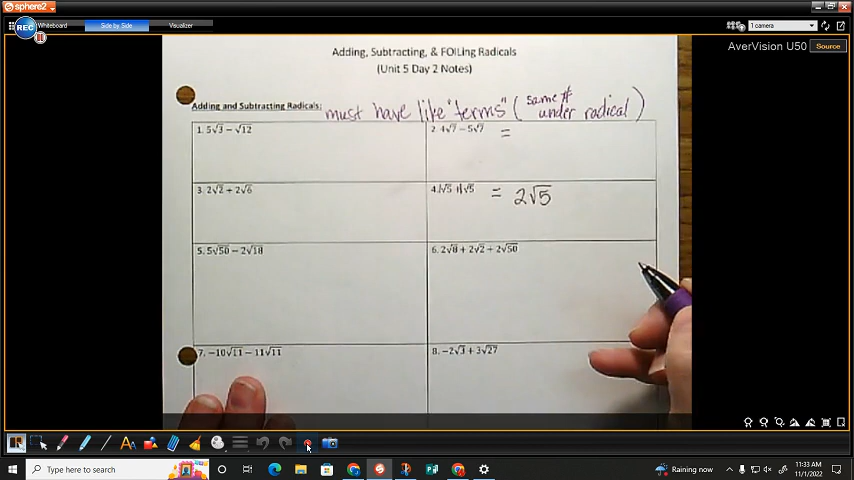 sphere2
REC
Whiteboard
Side by Side
Visualizer
1 camera
AverVision U50
Source
Adding, Subtracting, & FOILing Radicals
(Unit 5 Day 2 Notes)
Adding and Subtracting Radicals: must have like "terms" (same # under radical)
1. 5√3 − √12
2. 4√7 − 5√7 =
3. 2√2 + 2√6
4. 1√5 + 1√5 = 2√5
5. 5√50 − 2√18
6. 2√8 + 2√2 + 2√50
7. −10√11 − 11√11
8. −2√3 + 3√27
Type here to search
Raining now
11:33 AM
11/1/2022